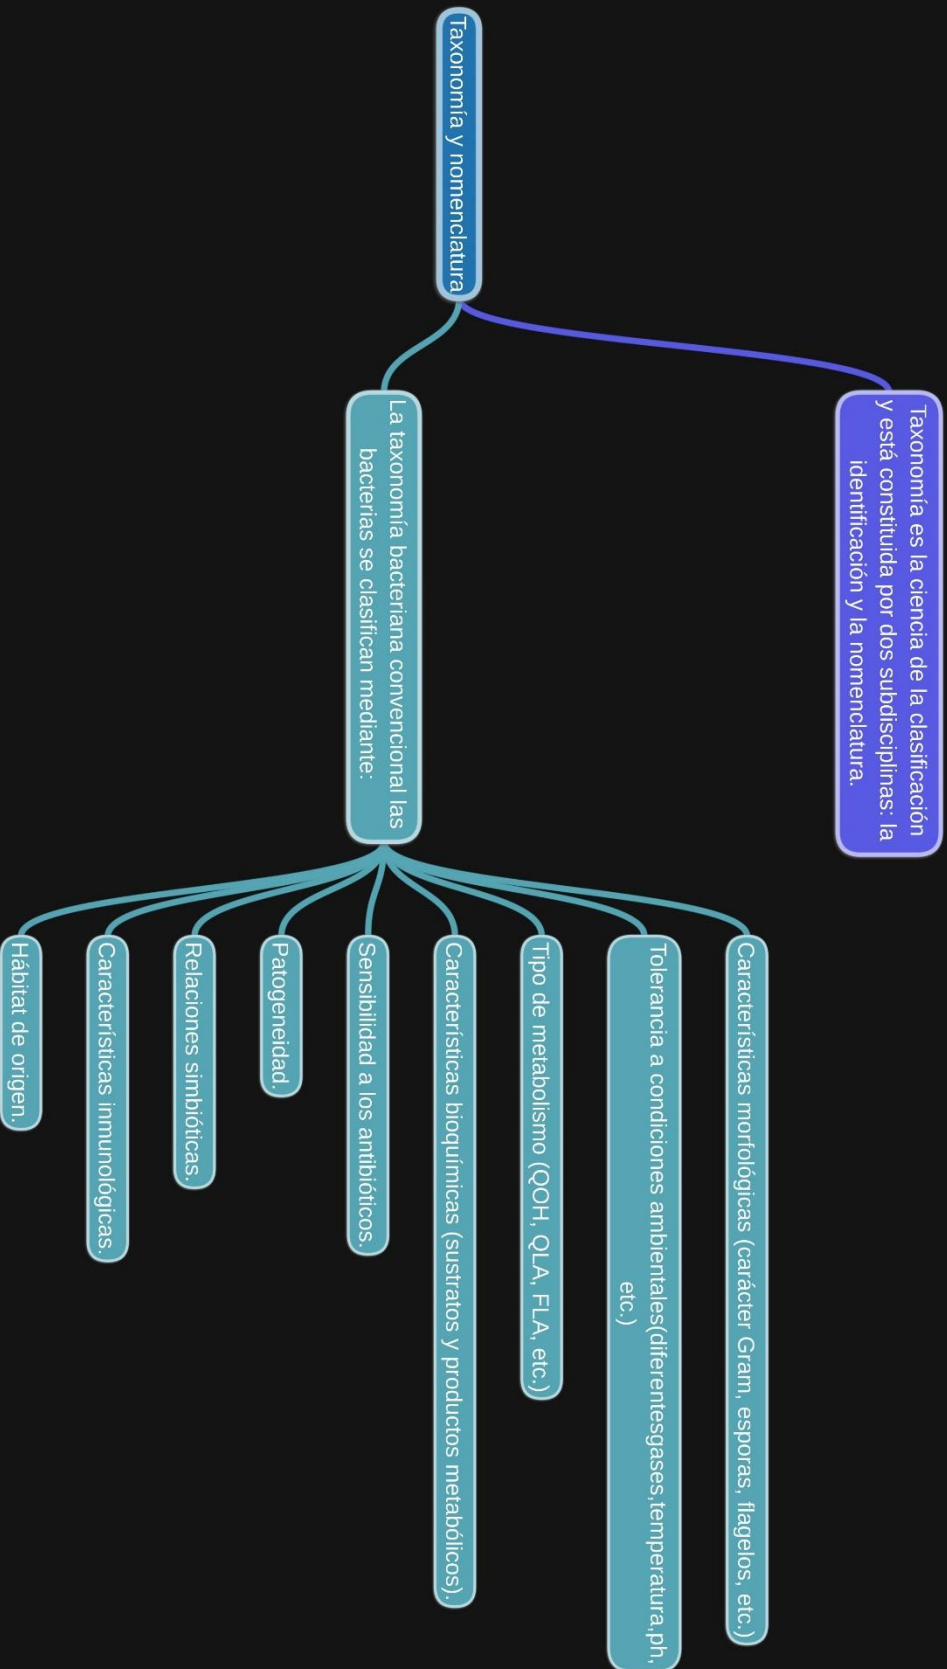 Taxonomía y nomenclatura
Taxonomía es la ciencia de la clasificación
y está constituida por dos subdisciplinas: la
identificación y la nomenclatura.
La taxonomía bacteriana convencional las
bacterias se clasifican mediante:
Características morfológicas (carácter Gram, esporas, flagelos, etc.)
Tolerancia a condiciones ambientales(diferentesgases,temperatura,ph,
etc.)
Tipo de metabolismo (QOH, QLA, FLA, etc.)
Características bioquímicas (sustratos y productos metabólicos).
Sensibilidad a los antibióticos.
Patogeneidad.
Relaciones simbióticas.
Características inmunológicas.
Hábitat de origen.